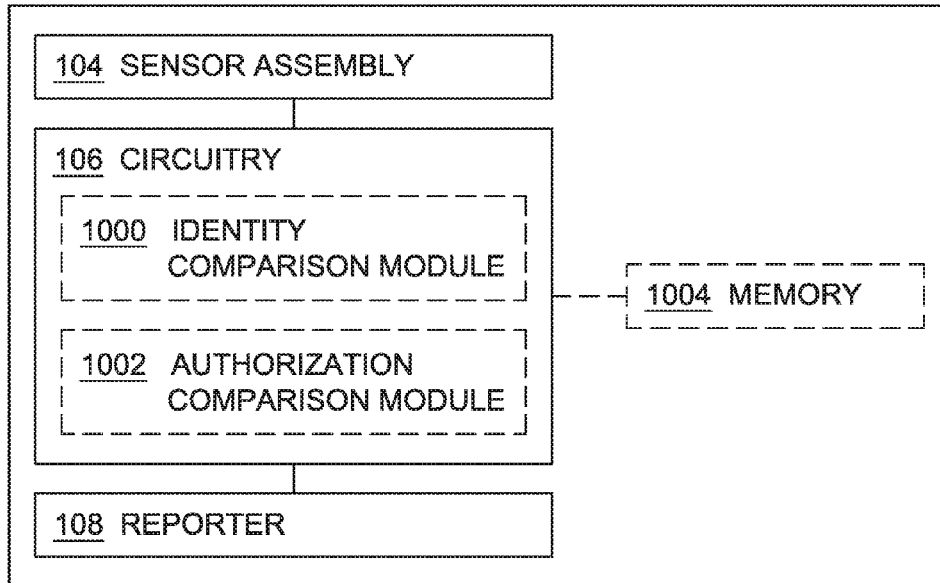 104 SENSOR ASSEMBLY
106 CIRCUITRY
1000 IDENTITY
COMPARISON MODULE
1004 MEMORY
1002 AUTHORIZATION
COMPARISON MODULE
108 REPORTER